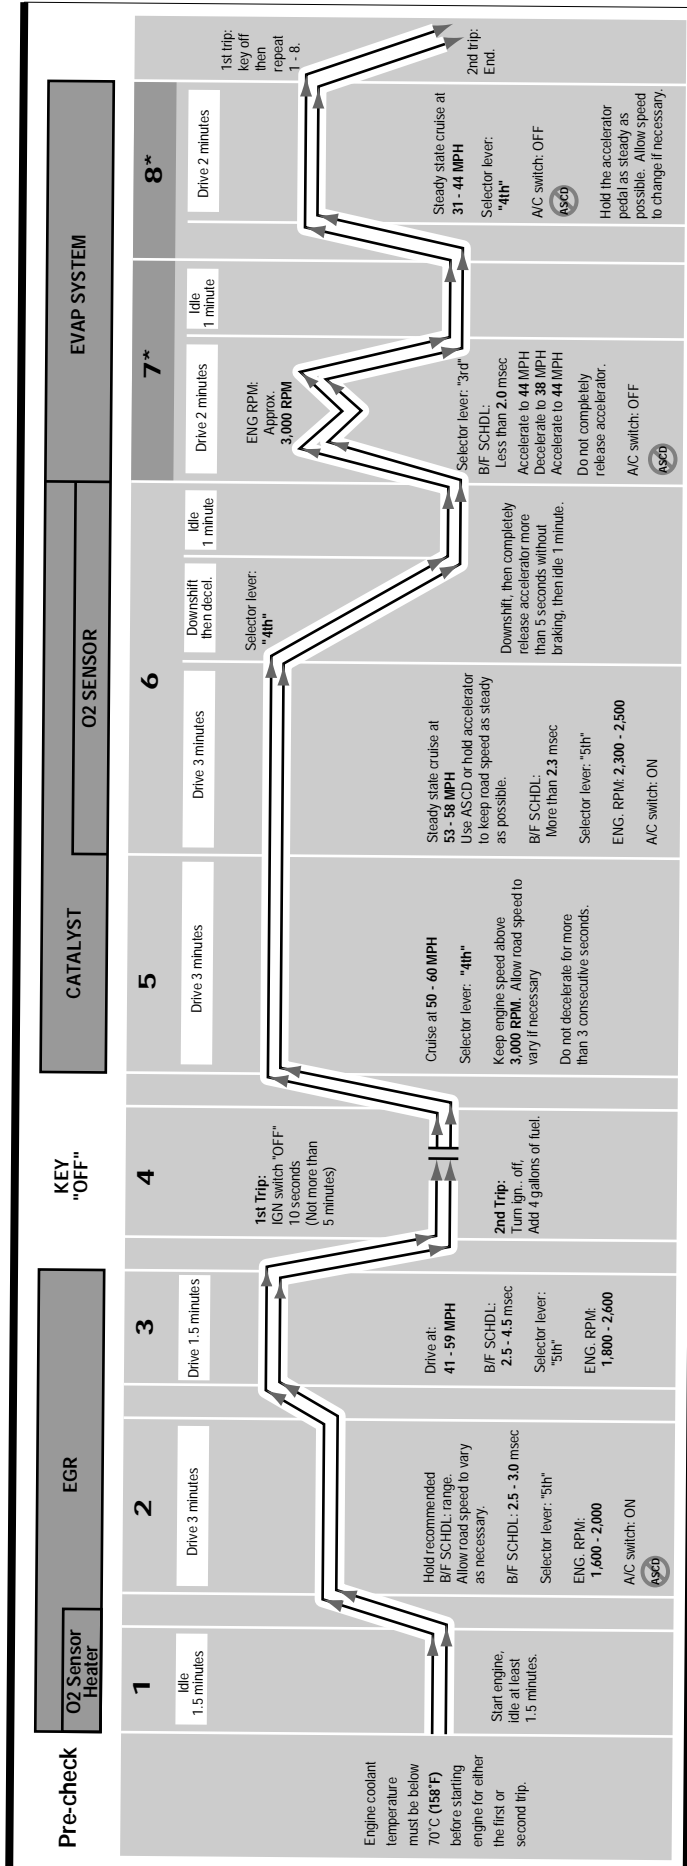 Pre-check
EGR
O2 Sensor
Heater
KEY
"OFF"
CATALYST
O2 SENSOR
EVAP SYSTEM
Engine coolant
temperature
must be below
70˚C (158˚F)
before starting
engine for either
the first or
second trip.
1
Idle
1.5 minutes
Start engine,
idle at least
1.5 minutes.
2
Drive 3 minutes
Hold recommended
B/F SCHDL: range.
Allow road speed to vary
as necessary.
B/F SCHDL: 2.5 - 3.0 msec
Selector lever: "5th"
ENG. RPM:
1,600 - 2,000
A/C switch: ON
ASCD
3
Drive 1.5 minutes
Drive at:
41 - 59 MPH
B/F SCHDL:
2.5 - 4.5 msec
Selector lever:
"5th"
ENG. RPM:
1,800 - 2,600
4
1st Trip:
IGN switch "OFF"
10 seconds
(Not more than
5 minutes)
2nd Trip:
Turn ign.. off,
Add 4 gallons of fuel.
5
Drive 3 minutes
Cruise at 50 - 60 MPH
Selector lever: "4th"
Keep engine speed above
3,000 RPM. Allow road speed to
vary if necessary
Do not decelerate for more
than 3 consecutive seconds.
6
Drive 3 minutes
Steady state cruise at
53 - 58 MPH
Use ASCD or hold accelerator
to keep road speed as steady
as possible.
B/F SCHDL:
More than 2.3 msec
Selector lever: "5th"
ENG. RPM: 2,300 - 2,500
A/C switch: ON
Downshift
then decel.
Selector lever:
"4th"
Idle
1 minute
Downshift, then completely
release accelerator more
than 5 seconds without
braking, then idle 1 minute.
7*
Drive 2 minutes
ENG RPM:
Approx.
3,000 RPM
Selector lever: "3rd"
B/F SCHDL:
Less than 2.0 msec
Accelerate to 44 MPH
Decelerate to 38 MPH
Accelerate to 44 MPH
Do not completely
release accelerator.
A/C switch: OFF
ASCD
Idle
1 minute
8*
Drive 2 minutes
Steady state cruise at
31 - 44 MPH
Selector lever:
"4th"
A/C switch: OFF
ASCD
Hold the accelerator
pedal as steady as
possible. Allow speed
to change if necessary.
1st trip:
key off
then
repeat
1 - 8.
2nd trip:
End.